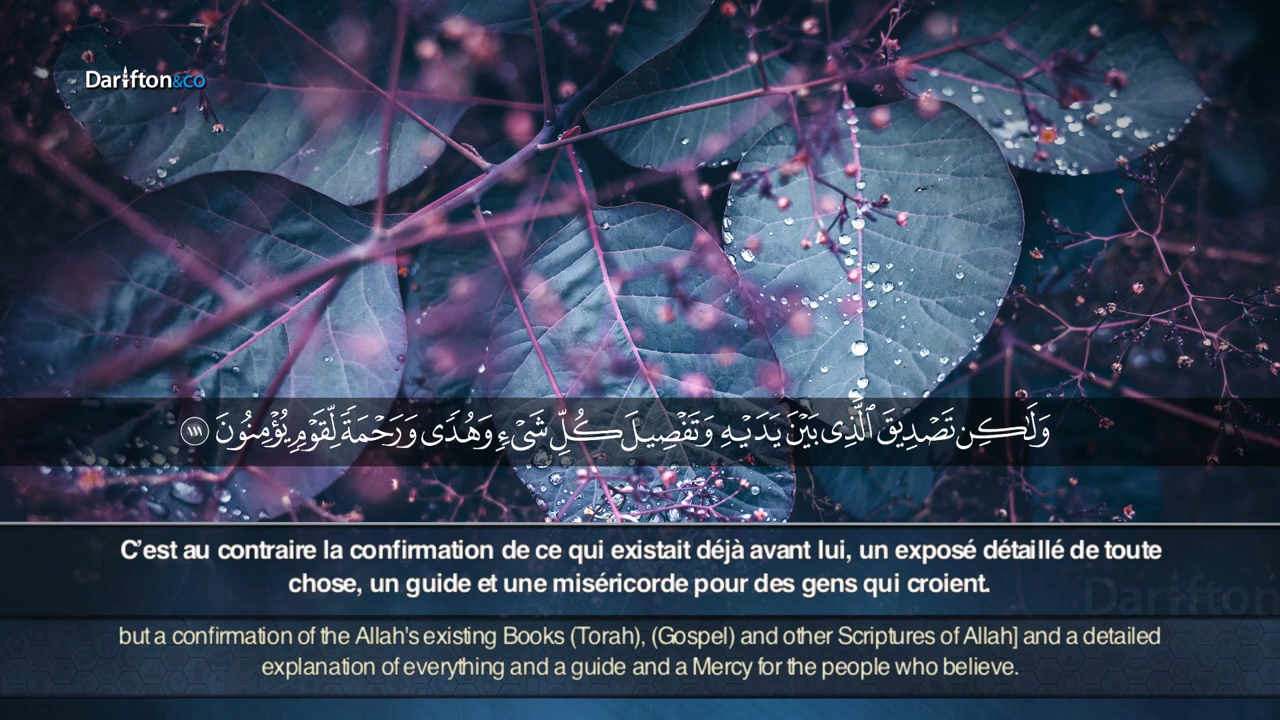 Darifton&co
وَلَٰكِن تَصْدِيقَ ٱلَّذِى بَيْنَ يَدَيْهِ وَتَفْصِيلَ كُلِّ شَىْءٍ وَهُدًى وَرَحْمَةً لِّقَوْمٍ يُؤْمِنُونَ ١١١
C'est au contraire la confirmation de ce qui existait déjà avant lui, un exposé détaillé de toute
chose, un guide et une miséricorde pour des gens qui croient.
Darifton
but a confirmation of the Allah's existing Books (Torah), (Gospel) and other Scriptures of Allah] and a detailed
explanation of everything and a guide and a Mercy for the people who believe.